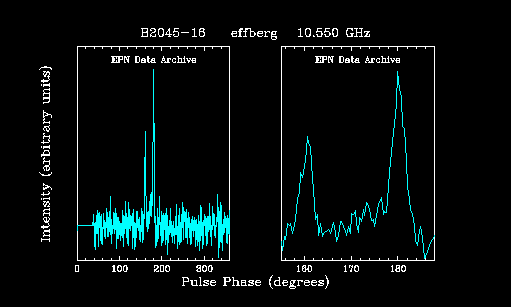 B2045-16 effberg 10.550 GHz
EPN Data Archive
EPN Data Archive
Intensity (arbitrary units)
0 100 200 300
160 170 180
Pulse Phase (degrees)